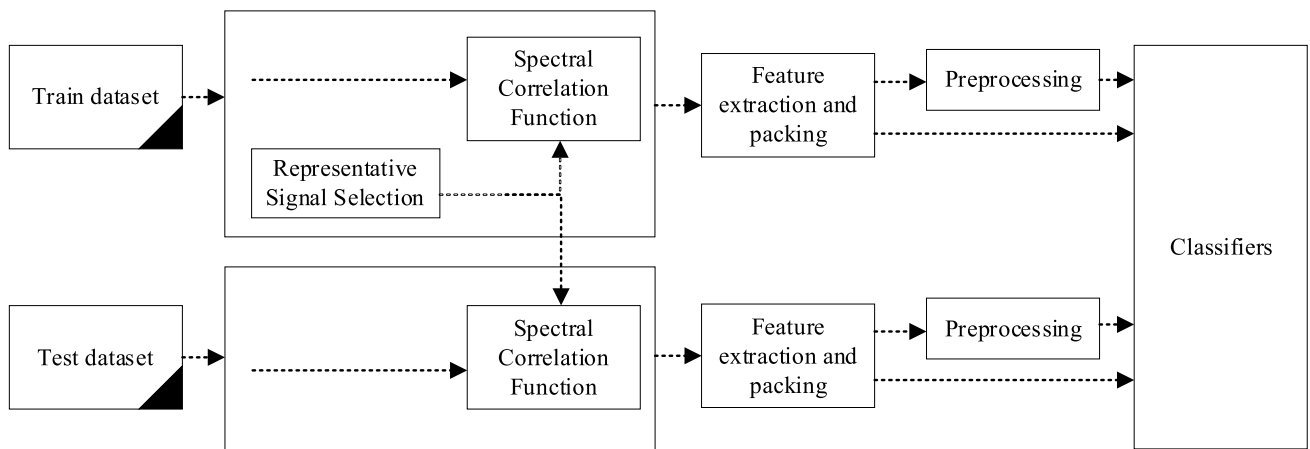 Train dataset
Spectral
Correlation
Function
Representative
Signal Selection
Feature
extraction and
packing
Preprocessing
Classifiers
Test dataset
Spectral
Correlation
Function
Feature
extraction and
packing
Preprocessing